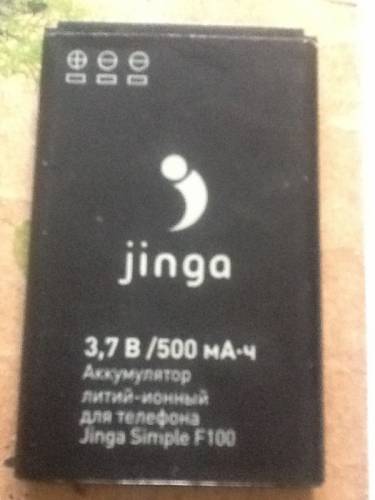 jinga
3,7 В /500 мА·ч
Аккумулятор
литий-ионный
для телефона
Jinga Simple F100